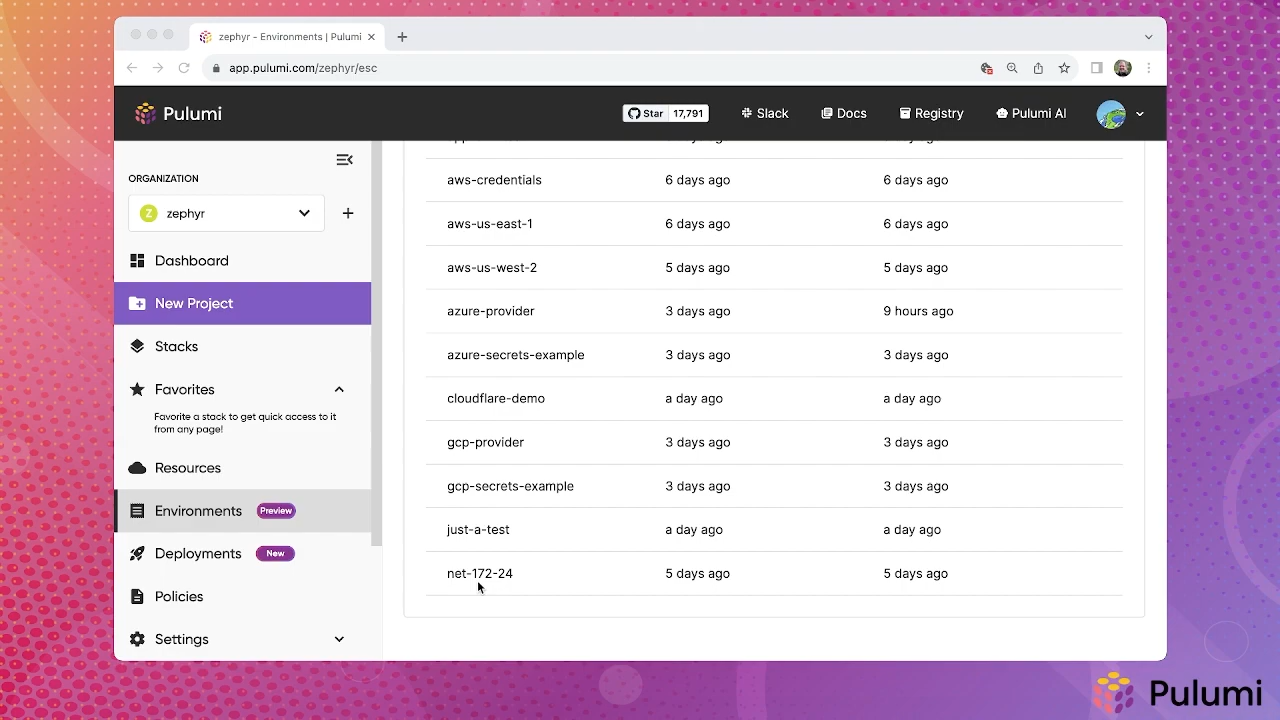 zephyr - Environments | Pulumi
app.pulumi.com/zephyr/esc
Pulumi
Star 17,791
Slack
Docs
Registry
Pulumi AI
ORGANIZATION
Z zephyr
Dashboard
New Project
Stacks
Favorites
Favorite a stack to get quick access to it
from any page!
Resources
Environments Preview
Deployments New
Policies
Settings
aws-credentials 6 days ago 6 days ago
aws-us-east-1 6 days ago 6 days ago
aws-us-west-2 5 days ago 5 days ago
azure-provider 3 days ago 9 hours ago
azure-secrets-example 3 days ago 3 days ago
cloudflare-demo a day ago a day ago
gcp-provider 3 days ago 3 days ago
gcp-secrets-example 3 days ago 3 days ago
just-a-test a day ago a day ago
net-172-24 5 days ago 5 days ago
Pulumi